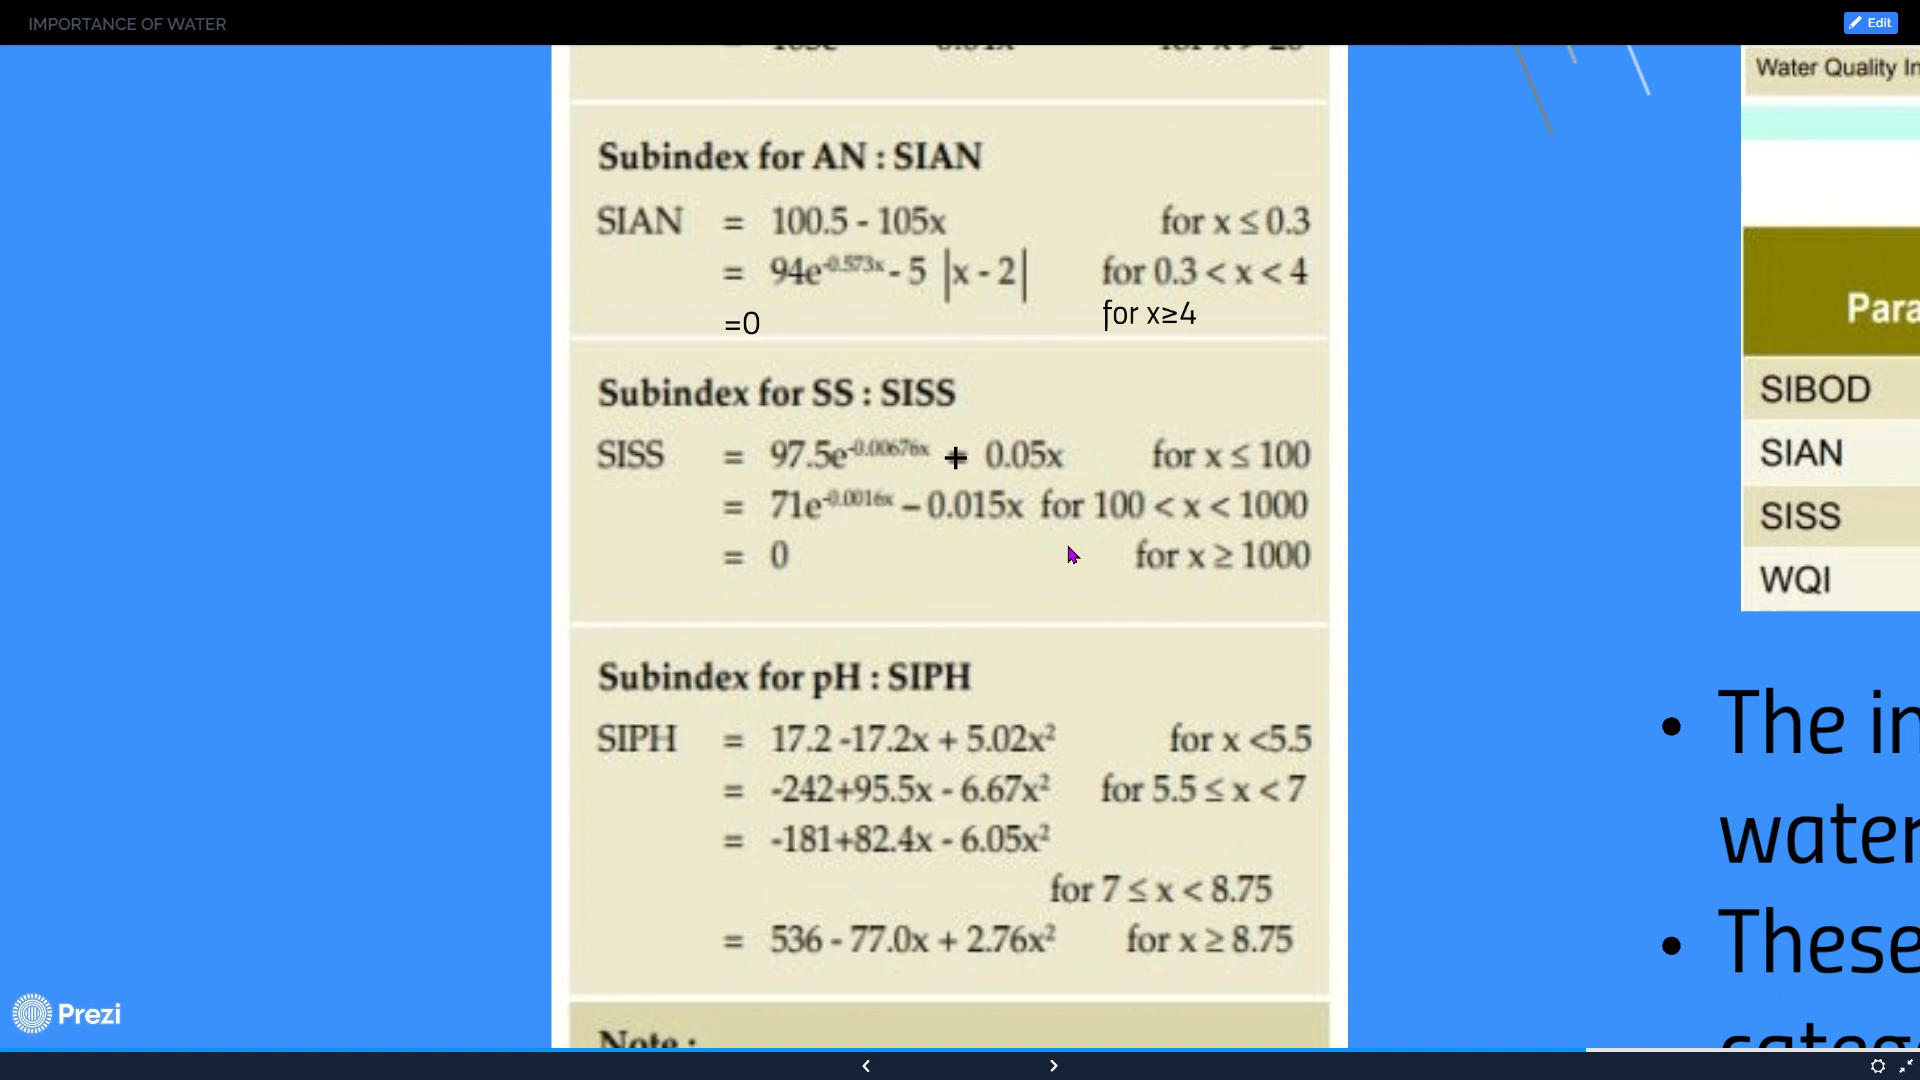 IMPORTANCE OF WATER
Edit
Subindex for AN : SIAN
SIAN = 100.5 - 105x for x ≤ 0.3
= 94e^-0.573x - 5 |x - 2| for 0.3 < x < 4
=0 for x≥4
Subindex for SS : SISS
SISS = 97.5e^-0.00676x + 0.05x for x ≤ 100
= 71e^-0.0016x – 0.015x for 100 < x < 1000
= 0 for x ≥ 1000
Subindex for pH : SIPH
SIPH = 17.2 -17.2x + 5.02x² for x <5.5
= -242+95.5x - 6.67x² for 5.5 ≤ x < 7
= -181+82.4x - 6.05x²
for 7 ≤ x < 8.75
= 536 - 77.0x + 2.76x² for x ≥ 8.75
Note :
Water Quality In
Para
SIBOD
SIAN
SISS
WQI
• The in
water
• These
Prezi